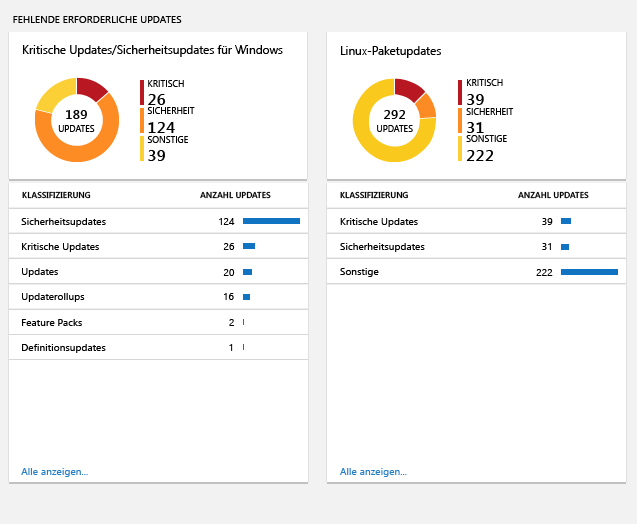 FEHLENDE ERFORDERLICHE UPDATES
Kritische Updates/Sicherheitsupdates für Windows
189
UPDATES
KRITISCH
26
SICHERHEIT
124
SONSTIGE
39
KLASSIFIZIERUNG ANZAHL UPDATES
Sicherheitsupdates 124
Kritische Updates 26
Updates 20
Updaterollups 16
Feature Packs 2
Definitionsupdates 1
Alle anzeigen...
Linux-Paketupdates
292
UPDATES
KRITISCH
39
SICHERHEIT
31
SONSTIGE
222
KLASSIFIZIERUNG ANZAHL UPDATES
Kritische Updates 39
Sicherheitsupdates 31
Sonstige 222
Alle anzeigen...